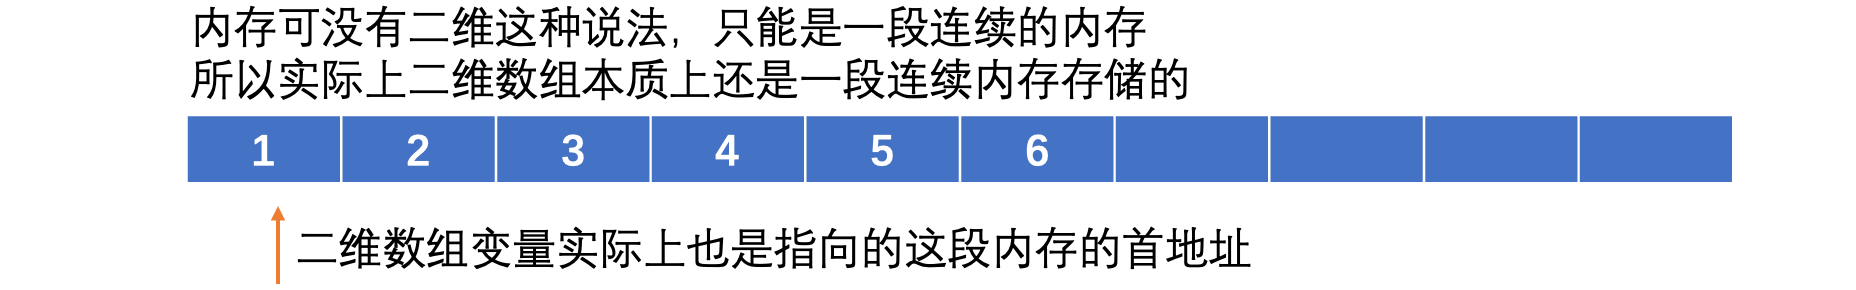 内存可没有二维这种说法，只能是一段连续的内存
所以实际上二维数组本质上还是一段连续内存存储的
1 2 3 4 5 6
二维数组变量实际上也是指向的这段内存的首地址